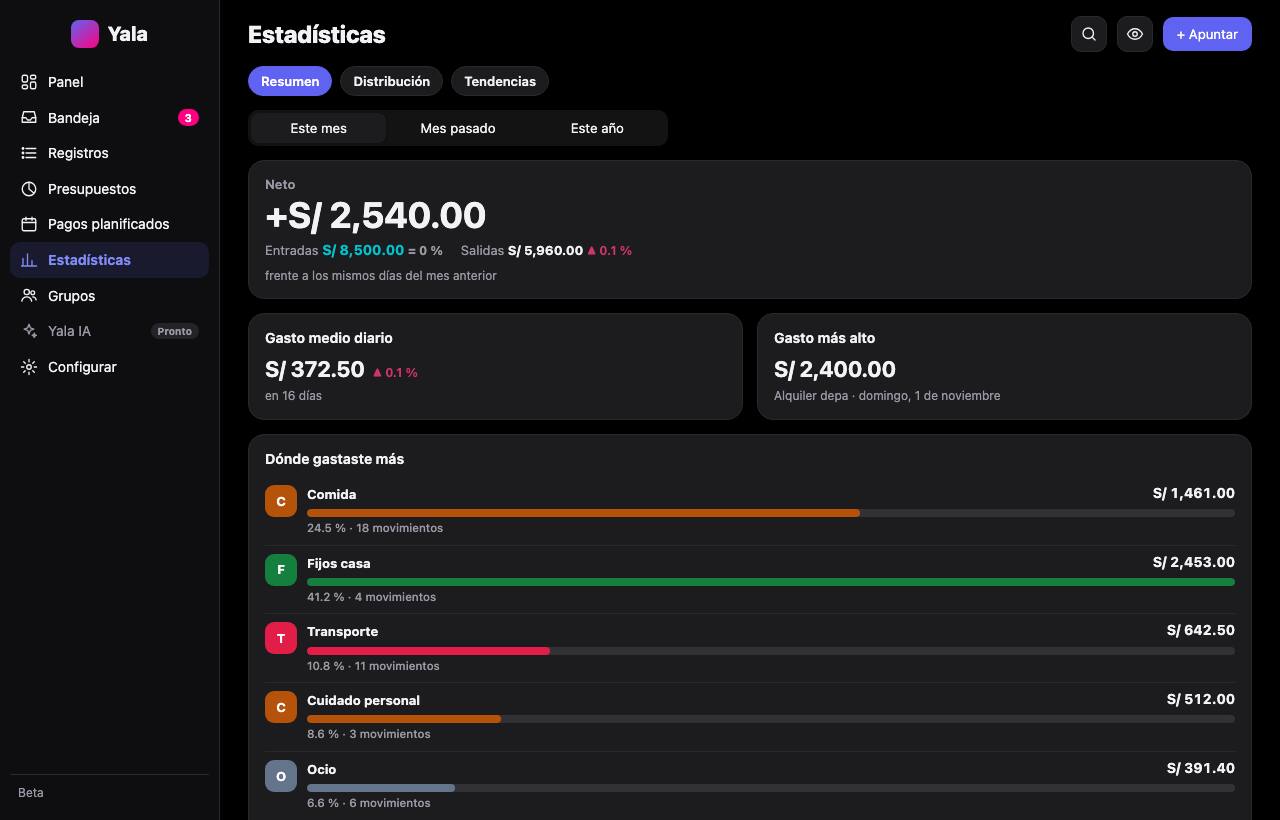 Yala
Panel
Bandeja 3
Registros
Presupuestos
Pagos planificados
Estadísticas
Grupos
Yala IA Pronto
Configurar
Beta
Estadísticas
+ Apuntar
Resumen Distribución Tendencias
Este mes Mes pasado Este año
Neto
+S/ 2,540.00
Entradas S/ 8,500.00 = 0 % Salidas S/ 5,960.00 ▲ 0.1 %
frente a los mismos días del mes anterior
Gasto medio diario
S/ 372.50 ▲ 0.1 %
en 16 días
Gasto más alto
S/ 2,400.00
Alquiler depa · domingo, 1 de noviembre
Dónde gastaste más
C Comida S/ 1,461.00
24.5 % · 18 movimientos
F Fijos casa S/ 2,453.00
41.2 % · 4 movimientos
T Transporte S/ 642.50
10.8 % · 11 movimientos
C Cuidado personal S/ 512.00
8.6 % · 3 movimientos
O Ocio S/ 391.40
6.6 % · 6 movimientos